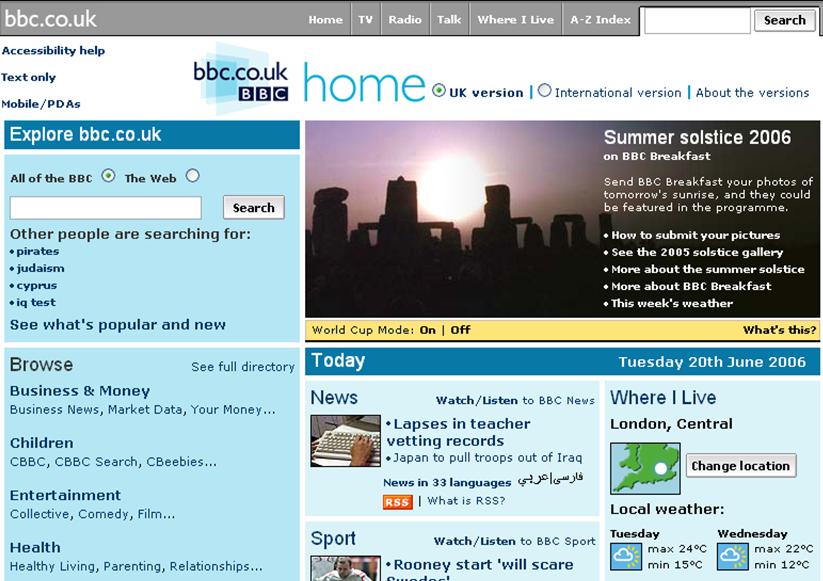 bbc.co.uk
Home TV Radio Talk Where I Live A-Z Index Search
Accessibility help
Text only
Mobile/PDAs
bbc.co.uk
BBC
home
UK version | International version | About the versions
Explore bbc.co.uk
All of the BBC The Web
Search
Other people are searching for:
pirates
judaism
cyprus
iq test
See what's popular and new
Summer solstice 2006
on BBC Breakfast
Send BBC Breakfast your photos of
tomorrow's sunrise, and they could
be featured in the programme.
How to submit your pictures
See the 2005 solstice gallery
More about the summer solstice
More about BBC Breakfast
This week's weather
World Cup Mode: On | Off What's this?
Browse See full directory
Business & Money
Business News, Market Data, Your Money...
Children
CBBC, CBBC Search, CBeebies...
Entertainment
Collective, Comedy, Film...
Health
Healthy Living, Parenting, Relationships...
Today Tuesday 20th June 2006
News Watch/Listen to BBC News
Lapses in teacher
vetting records
Japan to pull troops out of Iraq
News in 33 languages فارسی|عربي
RSS | What is RSS?
Sport Watch/Listen to BBC Sport
Rooney start 'will scare
Swedes'
Where I Live
London, Central
Change location
Local weather:
Tuesday
max 24°C
min 15°C
Wednesday
max 22°C
min 12°C